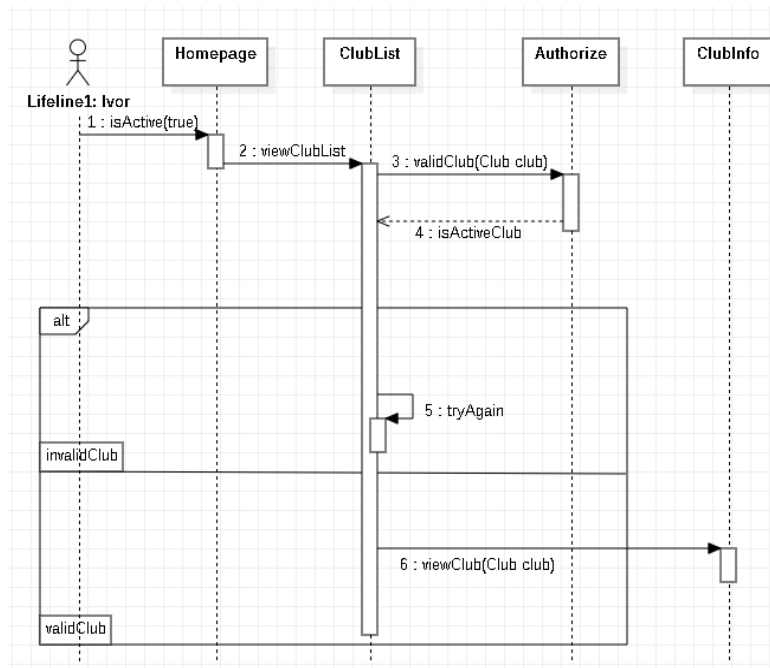 Homepage
ClubList
Authorize
ClubInfo
Lifeline1: Ivor
1 : isActive(true)
2 : viewClubList
3 : validClub(Club club)
4 : isActiveClub
alt
5 : tryAgain
invalidClub
6 : viewClub(Club club)
validClub